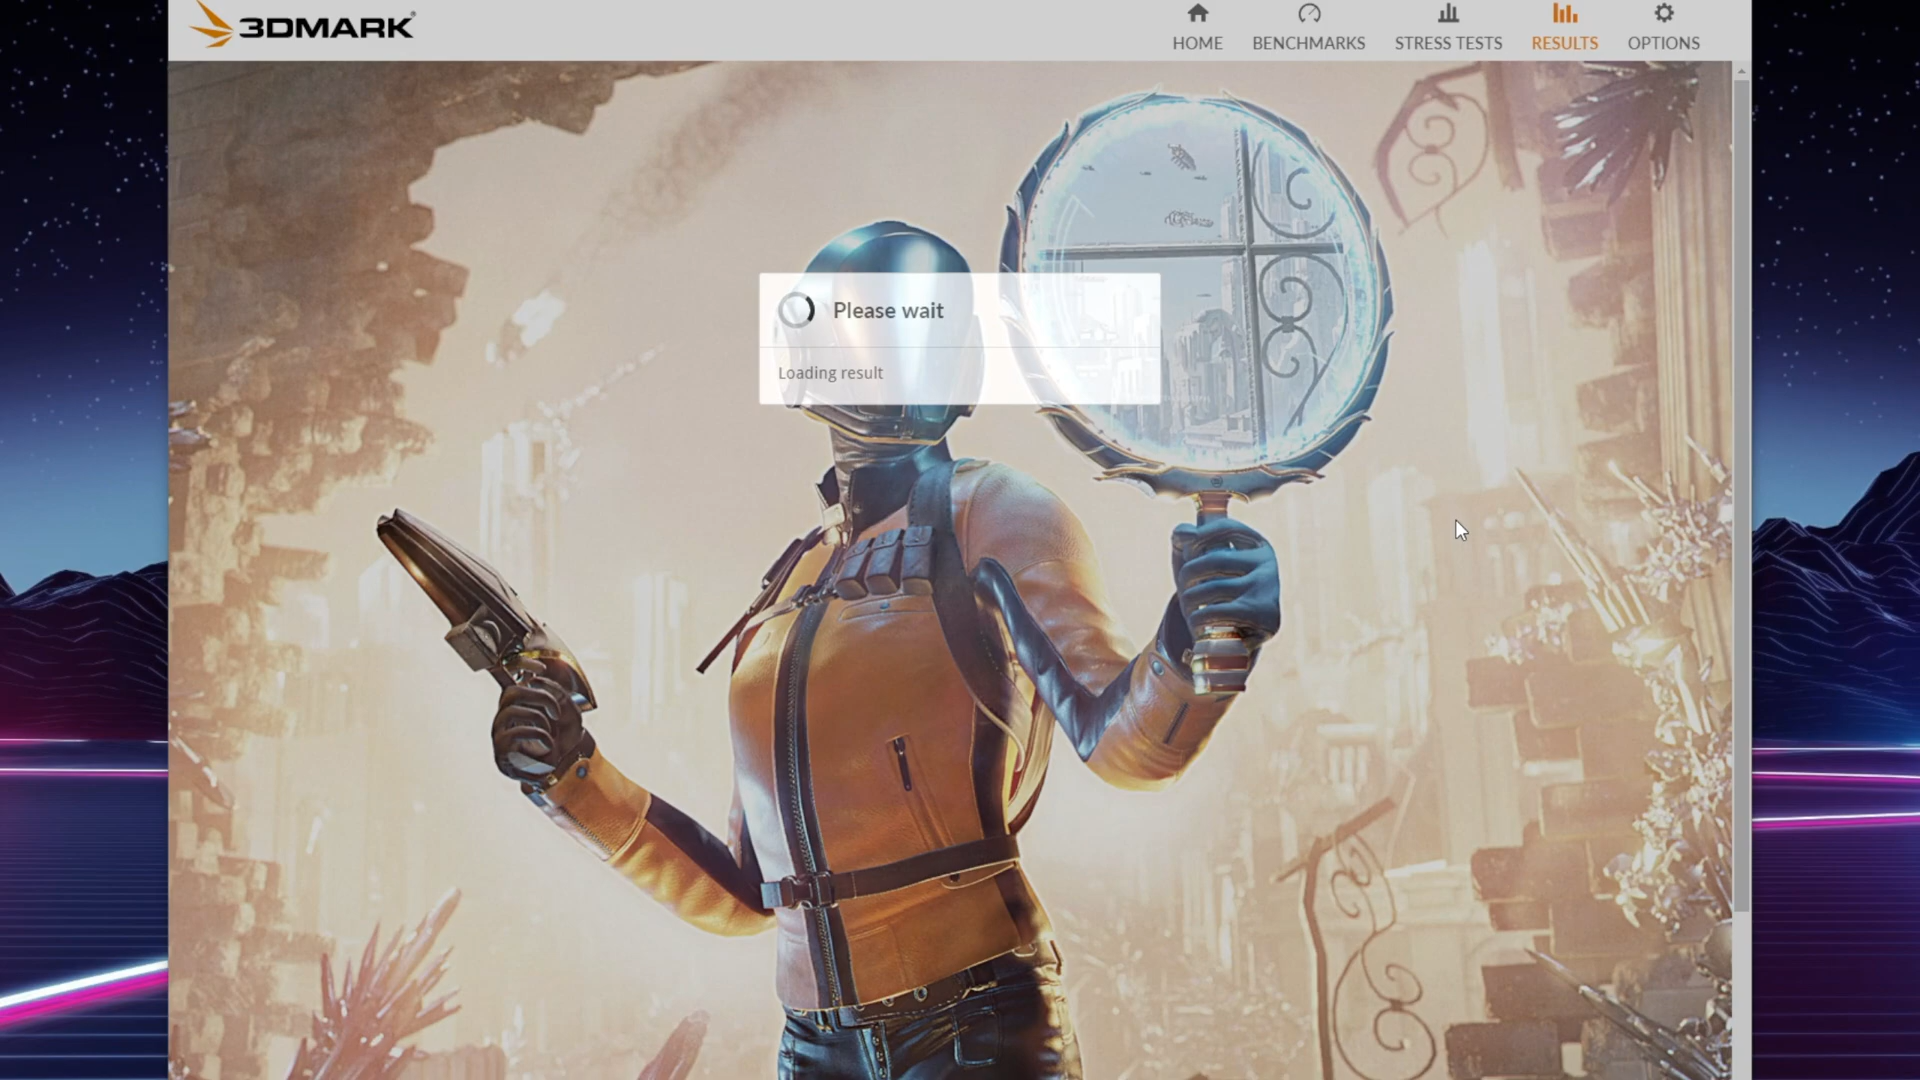 3DMARK®
HOME
BENCHMARKS
STRESS TESTS
RESULTS
OPTIONS
Please wait
Loading result